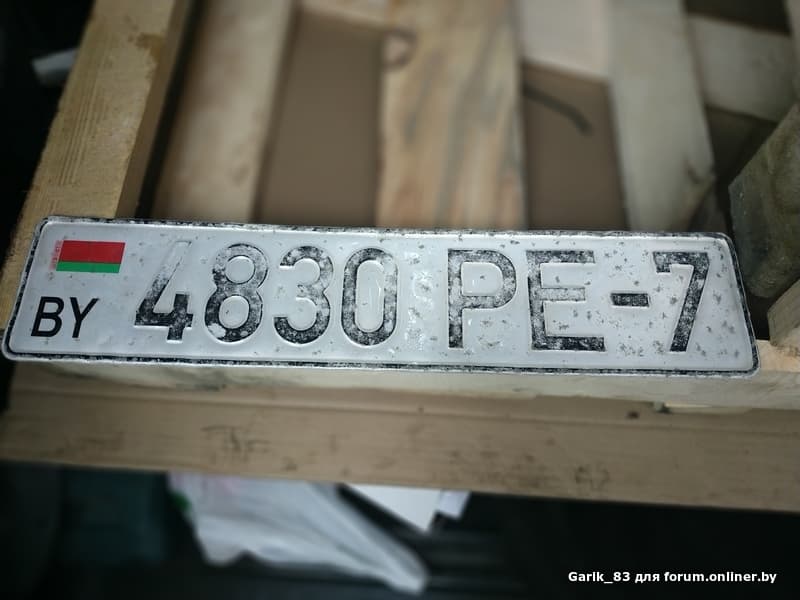 BY 4830 PE-7
Garik_83 для forum.onliner.by